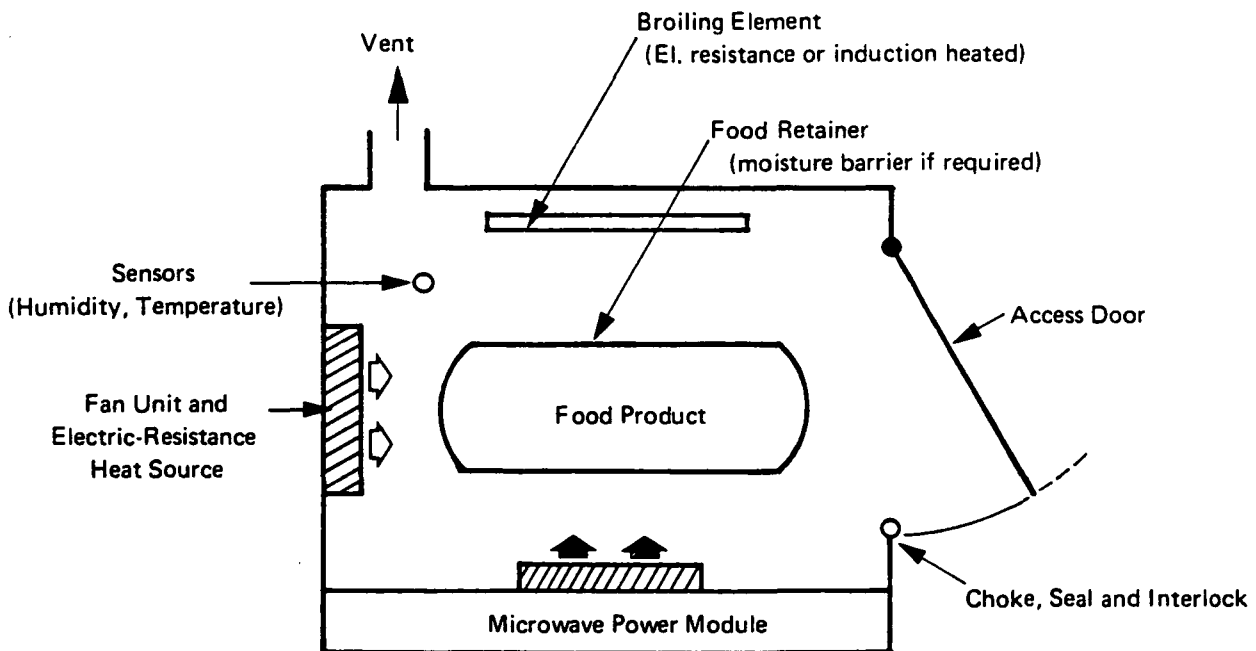 Broiling Element
(El. resistance or induction heated)
Vent
Food Retainer
(moisture barrier if required)
Sensors
(Humidity, Temperature)
Access Door
Fan Unit and
Electric-Resistance
Heat Source
Food Product
Choke, Seal and Interlock
Microwave Power Module